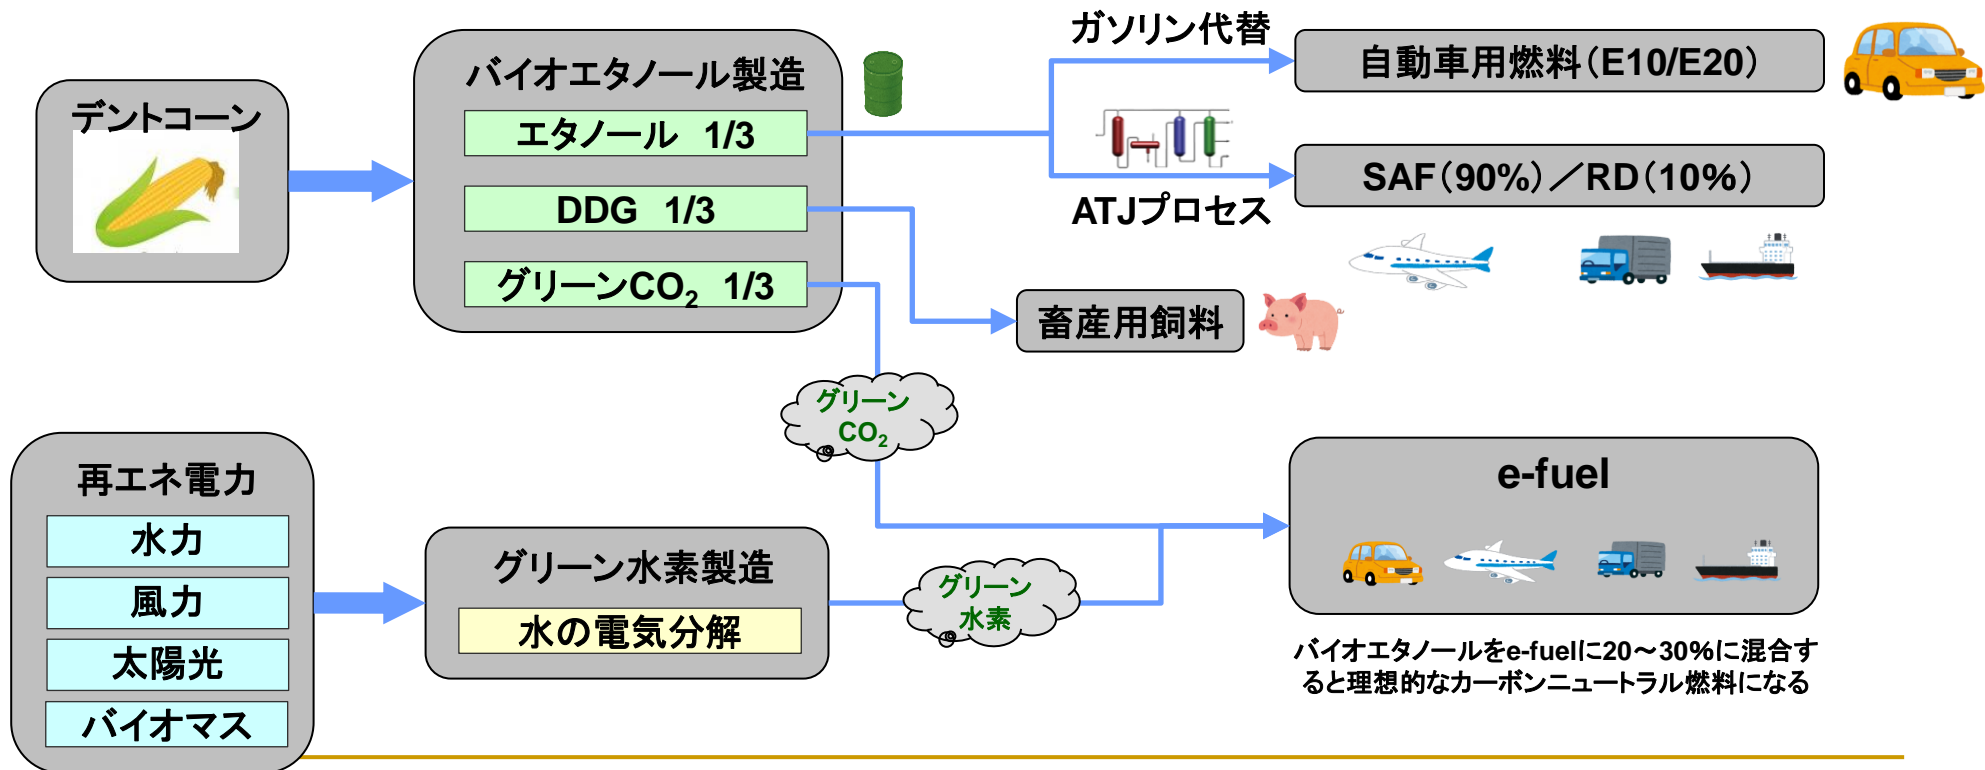 デントコーン
バイオエタノール製造
エタノール 1/3
DDG 1/3
グリーンCO₂ 1/3
ガソリン代替
自動車用燃料（E10/E20）
ATJプロセス
SAF（90%）／RD（10%）
畜産用飼料
グリーン
CO₂
再エネ電力
水力
風力
太陽光
バイオマス
グリーン水素製造
水の電気分解
グリーン
水素
e-fuel
バイオエタノールをe-fuelに20～30%に混合す
ると理想的なカーボンニュートラル燃料になる